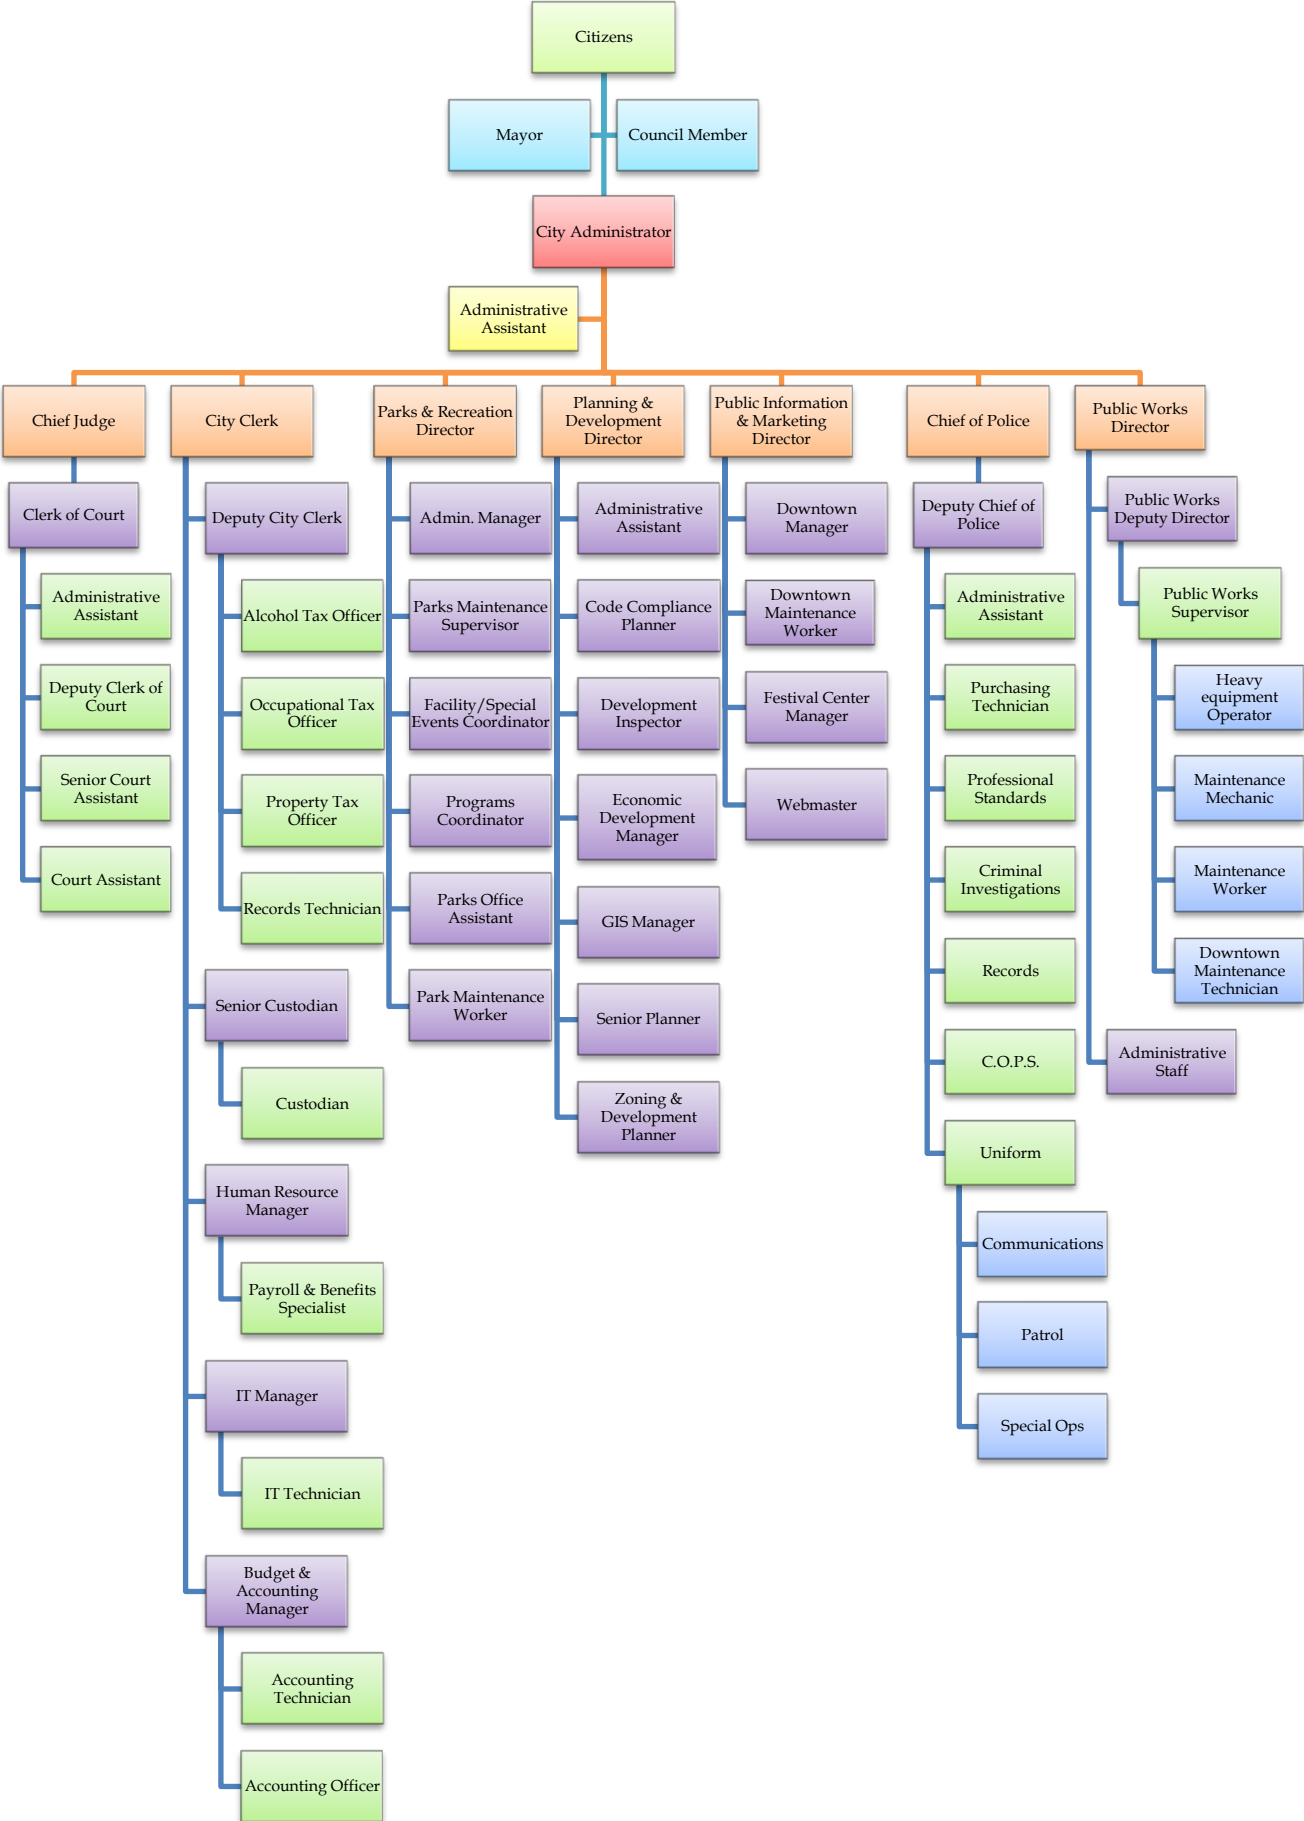 Citizens
Mayor
Council Member
City Administrator
Administrative
Assistant
Chief Judge
Clerk of Court
Administrative
Assistant
Deputy Clerk of
Court
Senior Court
Assistant
Court Assistant
City Clerk
Deputy City Clerk
Alcohol Tax Officer
Occupational Tax
Officer
Property Tax
Officer
Records Technician
Senior Custodian
Custodian
Human Resource
Manager
Payroll & Benefits
Specialist
IT Manager
IT Technician
Budget &
Accounting
Manager
Accounting
Technician
Accounting Officer
Parks & Recreation
Director
Admin. Manager
Parks Maintenance
Supervisor
Facility/Special
Events Coordinator
Programs
Coordinator
Parks Office
Assistant
Park Maintenance
Worker
Planning &
Development
Director
Administrative
Assistant
Code Compliance
Planner
Development
Inspector
Economic
Development
Manager
GIS Manager
Senior Planner
Zoning &
Development
Planner
Public Information
& Marketing
Director
Downtown
Manager
Downtown
Maintenance
Worker
Festival Center
Manager
Webmaster
Chief of Police
Deputy Chief of
Police
Administrative
Assistant
Purchasing
Technician
Professional
Standards
Criminal
Investigations
Records
C.O.P.S.
Uniform
Communications
Patrol
Special Ops
Public Works
Director
Public Works
Deputy Director
Public Works
Supervisor
Heavy
equipment
Operator
Maintenance
Mechanic
Maintenance
Worker
Downtown
Maintenance
Technician
Administrative
Staff